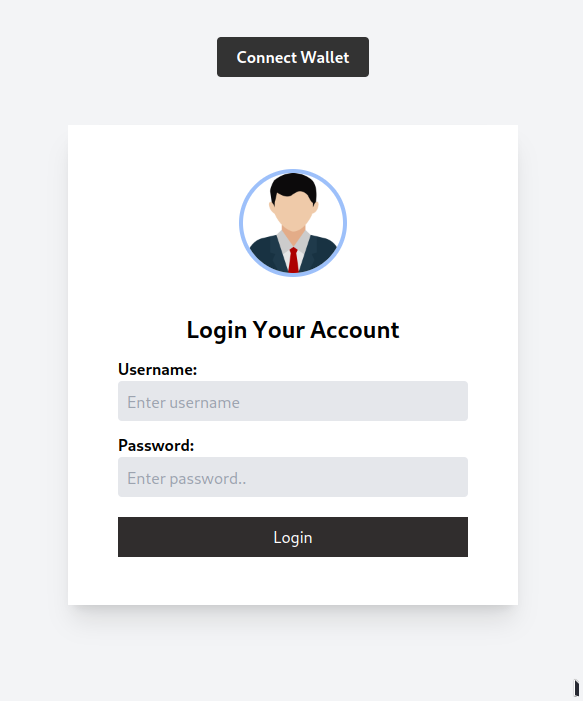 Connect Wallet
Login Your Account
Username:
Enter username
Password:
Enter password..
Login